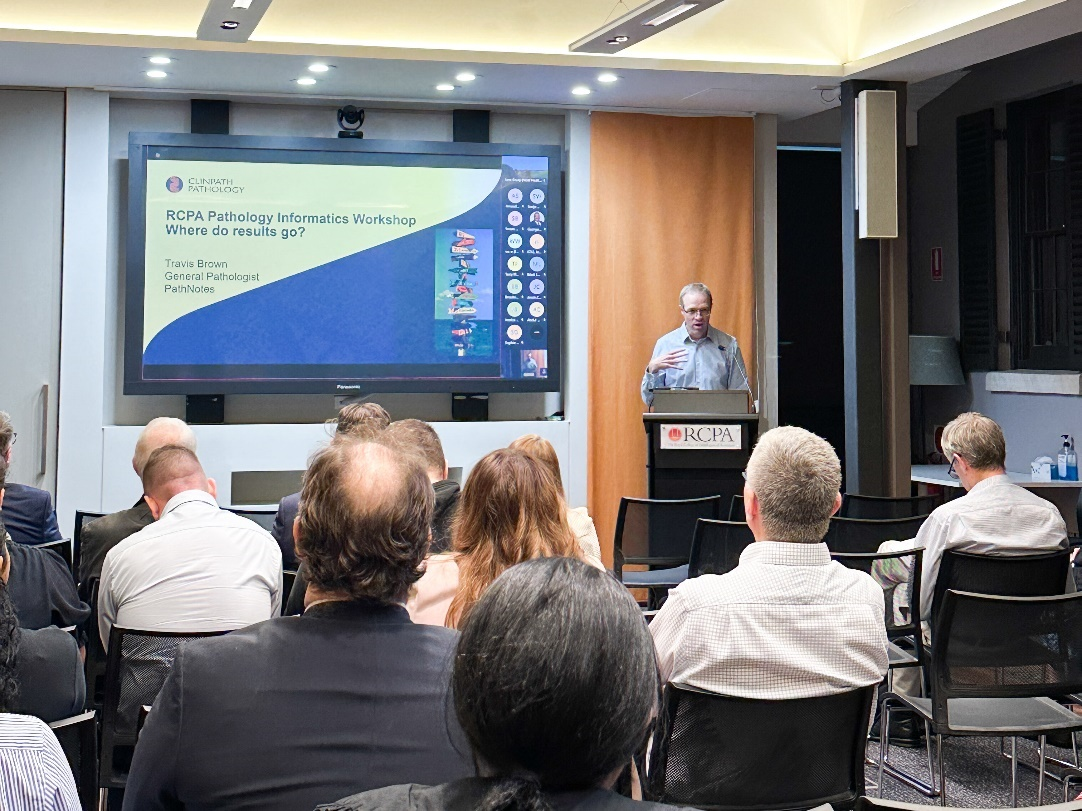 CLINPATH
PATHOLOGY
RCPA Pathology Informatics Workshop
Where do results go?
Travis Brown
General Pathologist
PathNotes
Panasonic
RCPA